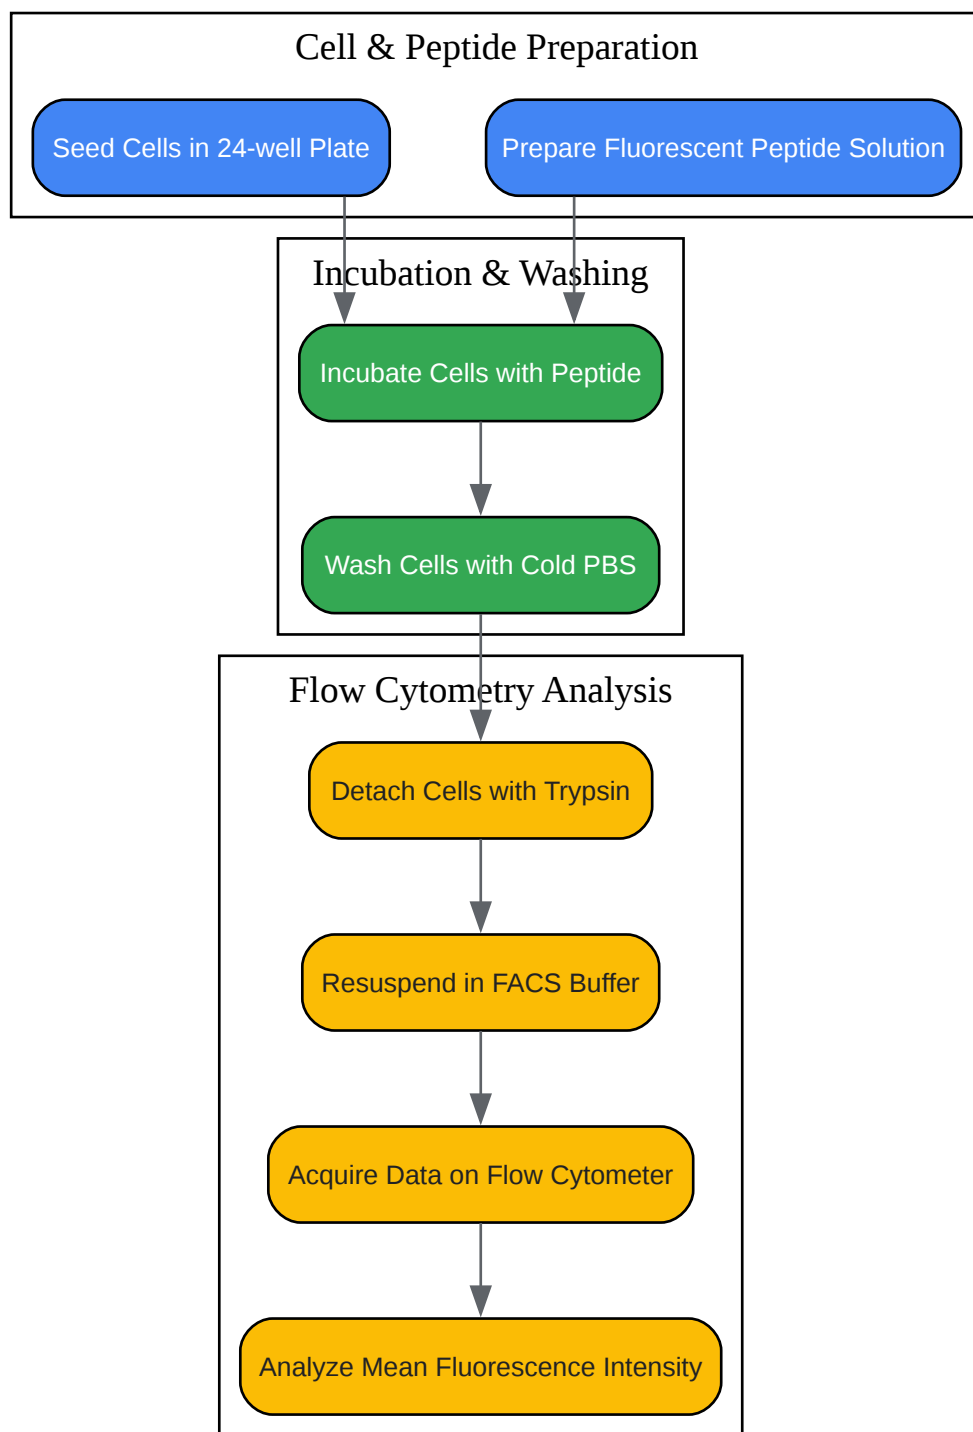 Cell & Peptide Preparation
Seed Cells in 24-well Plate
Prepare Fluorescent Peptide Solution
Incubation & Washing
Incubate Cells with Peptide
Wash Cells with Cold PBS
Flow Cytometry Analysis
Detach Cells with Trypsin
Resuspend in FACS Buffer
Acquire Data on Flow Cytometer
Analyze Mean Fluorescence Intensity